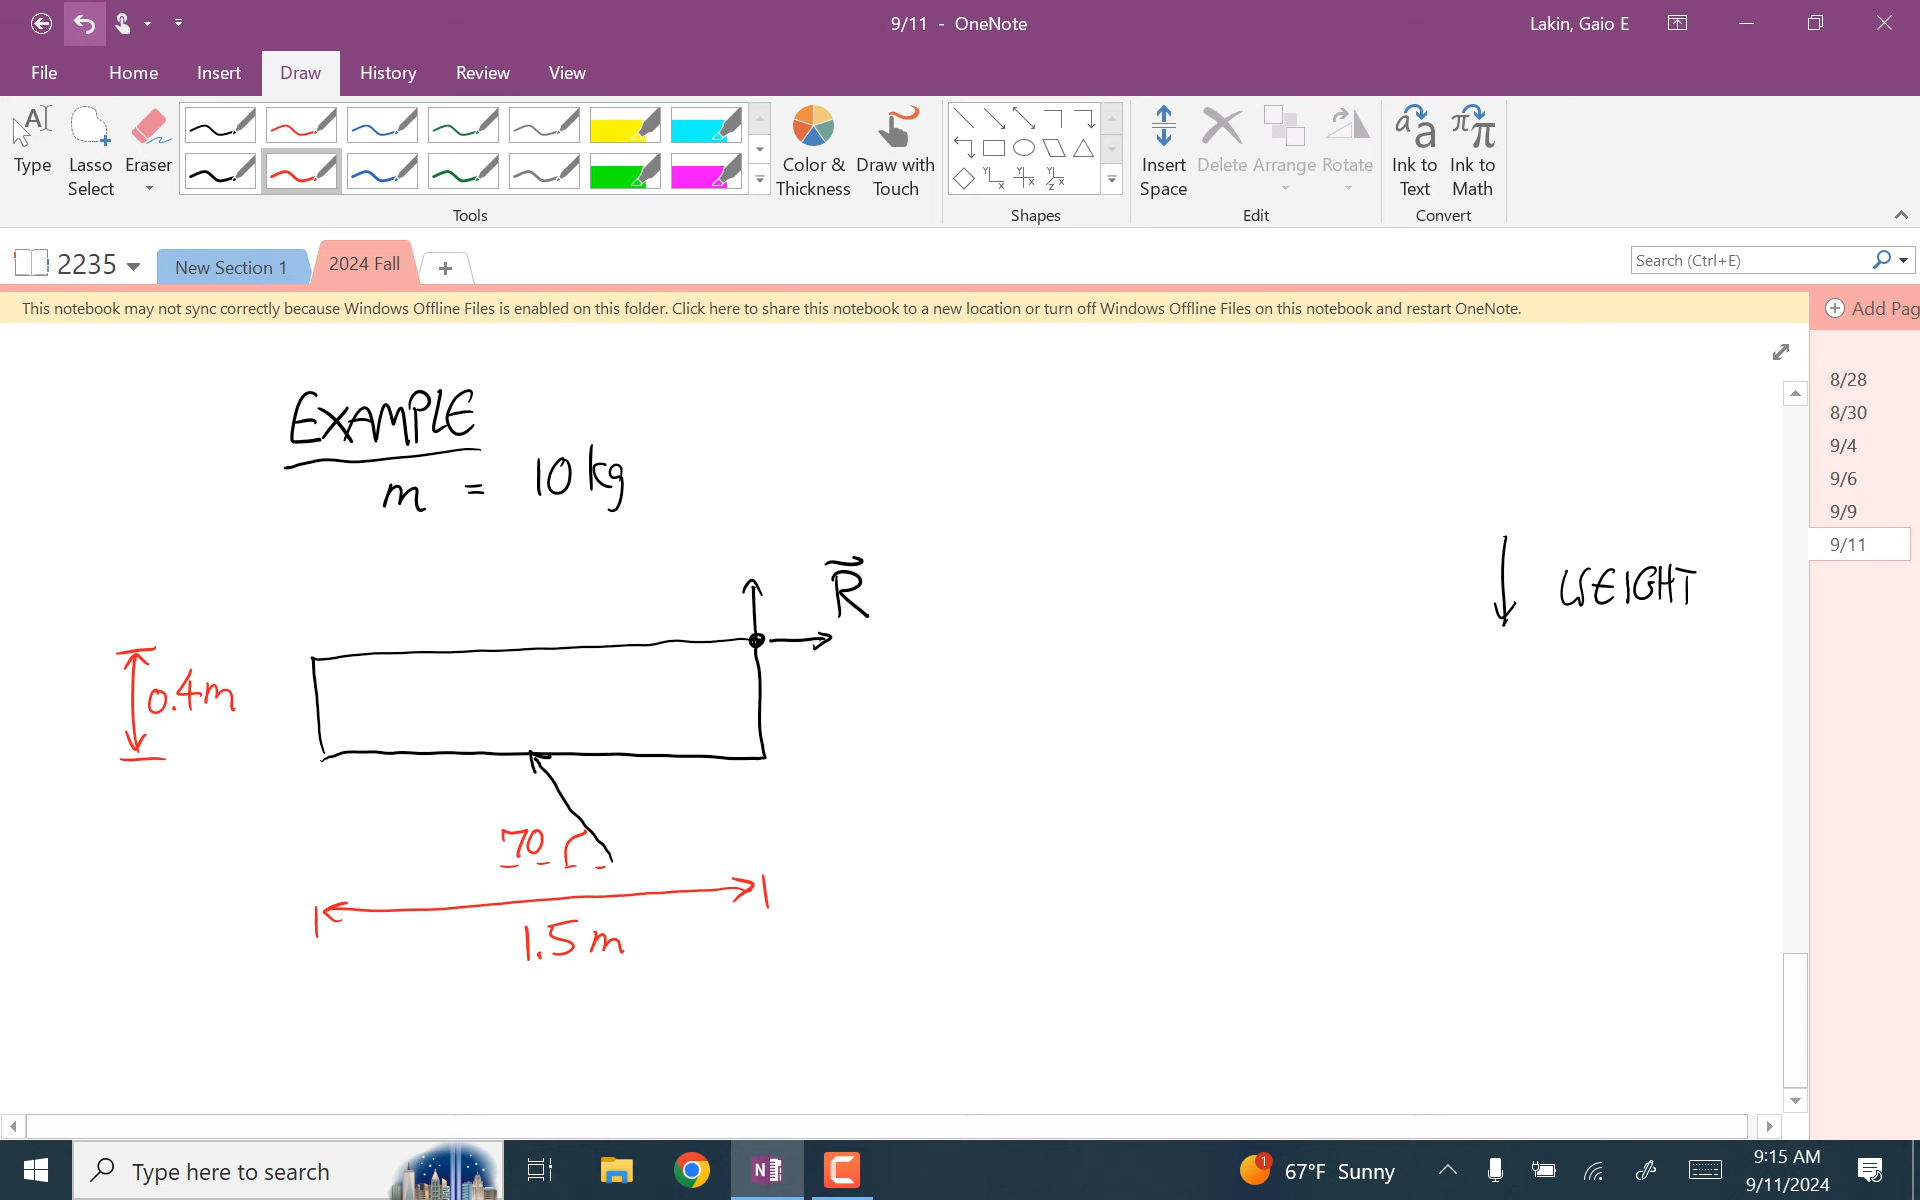 9/11 - OneNote
Lakin, Gaio E
File Home Insert Draw History Review View
Type
Lasso Select
Eraser
Color & Thickness
Draw with Touch
Insert Space
Delete
Arrange
Rotate
Ink to Text
Ink to Math
Tools
Shapes
Edit
Convert
2235
New Section 1
2024 Fall
Search (Ctrl+E)
This notebook may not sync correctly because Windows Offline Files is enabled on this folder. Click here to share this notebook to a new location or turn off Windows Offline Files on this notebook and restart OneNote.
Add Pag
8/28
8/30
9/4
9/6
9/9
9/11
EXAMPLE
m = 10 kg
R
WEIGHT
0.4m
70
1.5 m
Type here to search
1
67°F Sunny
9:15 AM
9/11/2024